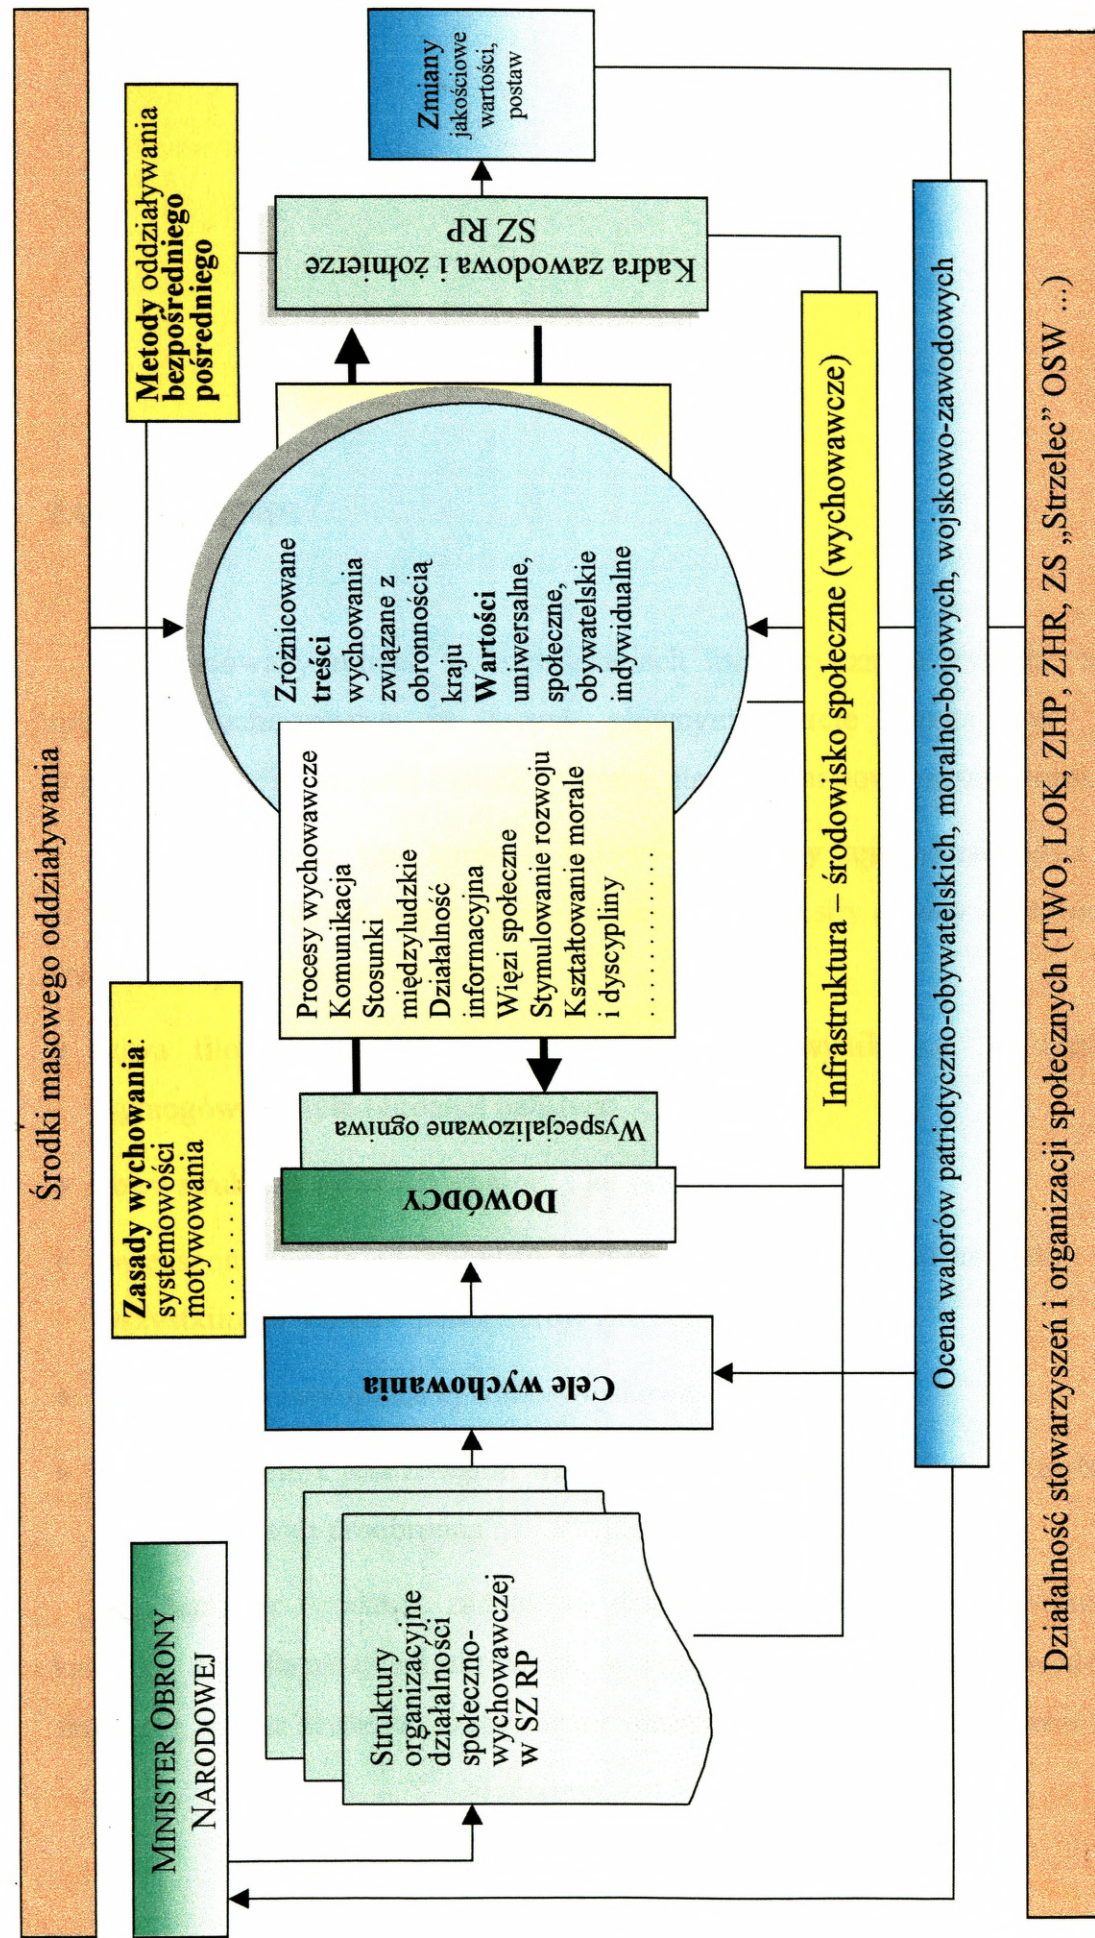 Środki masowego oddziaływania
MINISTER OBRONY
NARODOWEJ
Zasady wychowania:
systemowości
motywowania
. . . . . . . . . . .
Metody oddziaływania
bezpośredniego
pośredniego
Struktury
organizacyjne
działalności
społeczno-
wychowawczej
w SZ RP
Cele wychowania
DOWÓDCY
Wyspecjalizowane ogniwa
Procesy wychowawcze
Komunikacja
Stosunki
międzyludzkie
Działalność
informacyjna
Więzi społeczne
Stymulowanie rozwoju
Kształtowanie morale
i dyscypliny
. . . . . . . . . . . . . . . .
Zróżnicowane
treści
wychowania
związane z
obronnością
kraju
Wartości
uniwersalne,
społeczne,
obywatelskie
indywidualne
Kadra zawodowa i żołnierze
SZ RP
Zmiany
jakościowe
wartości,
postaw
Infrastruktura – środowisko społeczne (wychowawcze)
Ocena walorów patriotyczno-obywatelskich, moralno-bojowych, wojskowo-zawodowych
Działalność stowarzyszeń i organizacji społecznych (TWO, LOK, ZHP, ZHR, ZS „Strzelec” OSW ...)